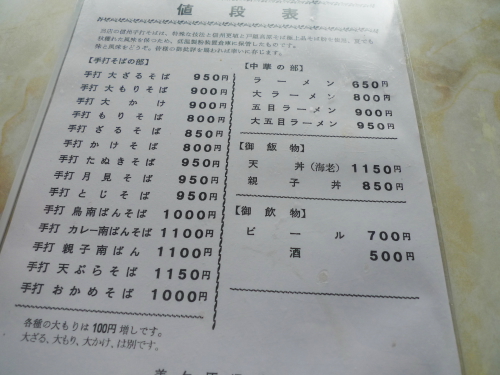 値段表
【手打そばの部】
手打 大ざるそば 950円
手打 大もりそば 900円
手打 大かけ 900円
手打 もりそば 800円
手打 ざるそば 850円
手打 かけそば 800円
手打 たぬきそば 950円
手打 月見そば 950円
手打 とじそば 950円
手打 鳥南ばんそば 1000円
手打 カレー南ばんそば 1100円
手打 親子南ばん 1100円
手打 天ぷらそば 1150円
手打 おかめそば 1000円
各種の大もりは100円増しです。
大ざる、大もり、大かけ、は別です。
【中華の部】
ラーメン 650円
大ラーメン 800円
五目ラーメン 900円
大五目ラーメン 950円
【御飯物】
天丼(海老) 1150円
親子丼 850円
【御飲物】
ビール 700円
酒 500円